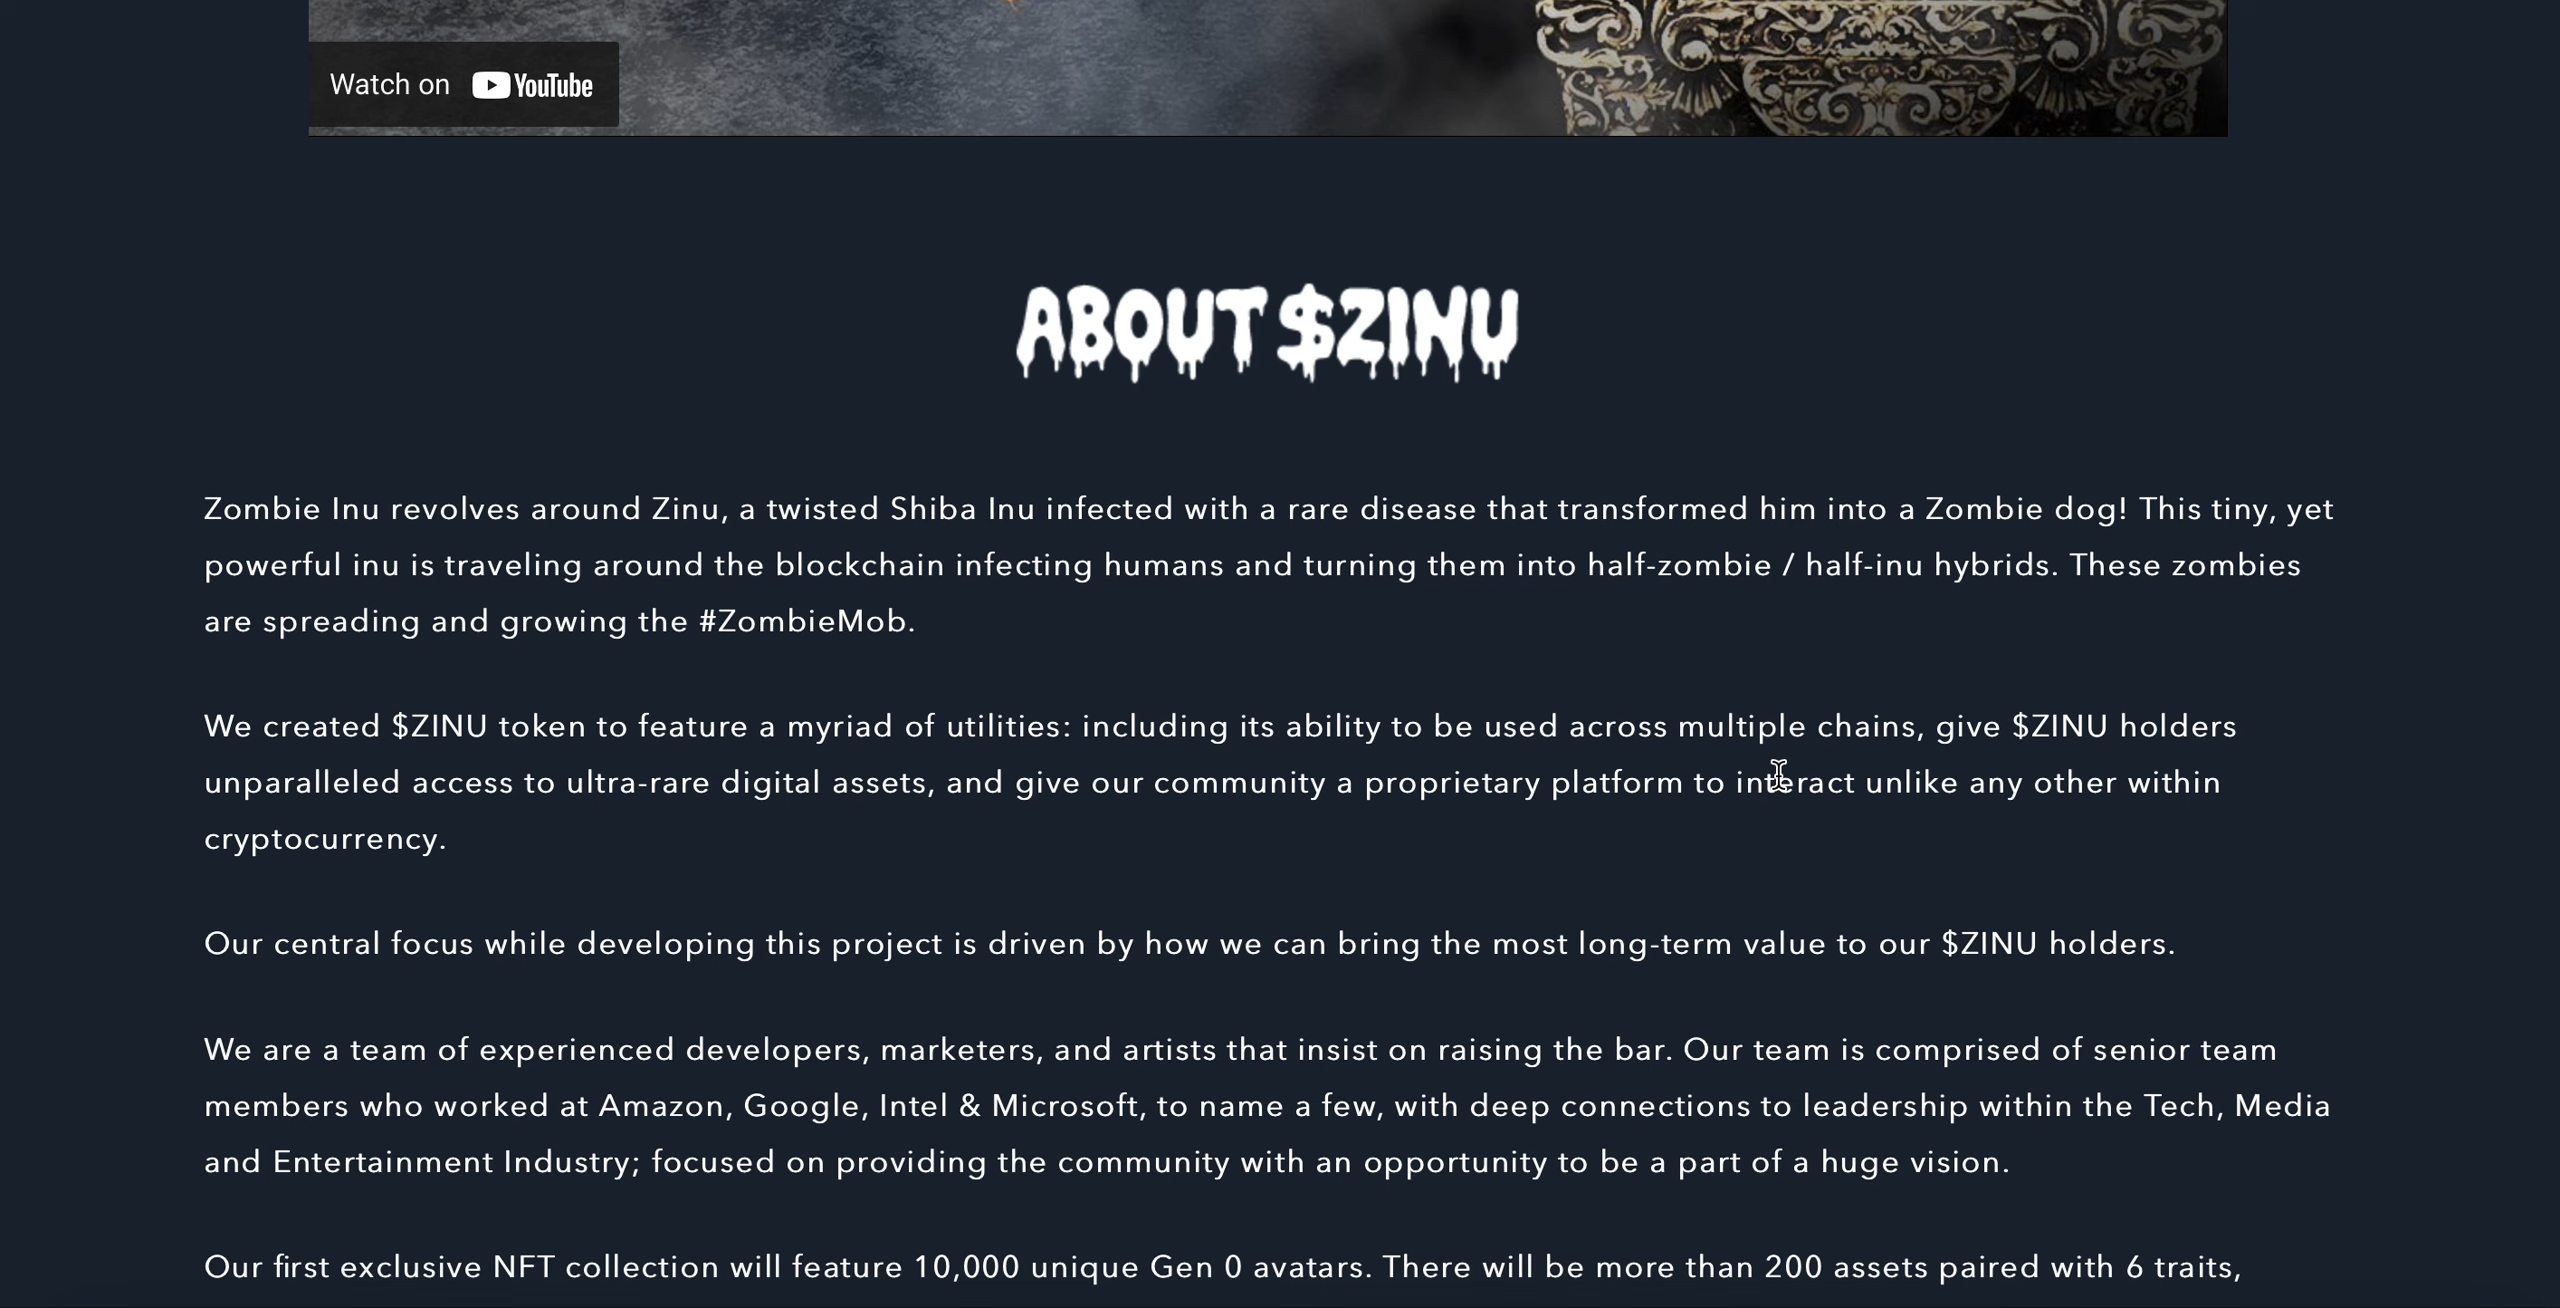 Watch on YouTube
ABOUT $ZINU
Zombie Inu revolves around Zinu, a twisted Shiba Inu infected with a rare disease that transformed him into a Zombie dog! This tiny, yet
powerful inu is traveling around the blockchain infecting humans and turning them into half-zombie / half-inu hybrids. These zombies
are spreading and growing the #ZombieMob.
We created $ZINU token to feature a myriad of utilities: including its ability to be used across multiple chains, give $ZINU holders
unparalleled access to ultra-rare digital assets, and give our community a proprietary platform to interact unlike any other within
cryptocurrency.
Our central focus while developing this project is driven by how we can bring the most long-term value to our $ZINU holders.
We are a team of experienced developers, marketers, and artists that insist on raising the bar. Our team is comprised of senior team
members who worked at Amazon, Google, Intel & Microsoft, to name a few, with deep connections to leadership within the Tech, Media
and Entertainment Industry; focused on providing the community with an opportunity to be a part of a huge vision.
Our first exclusive NFT collection will feature 10,000 unique Gen 0 avatars. There will be more than 200 assets paired with 6 traits,